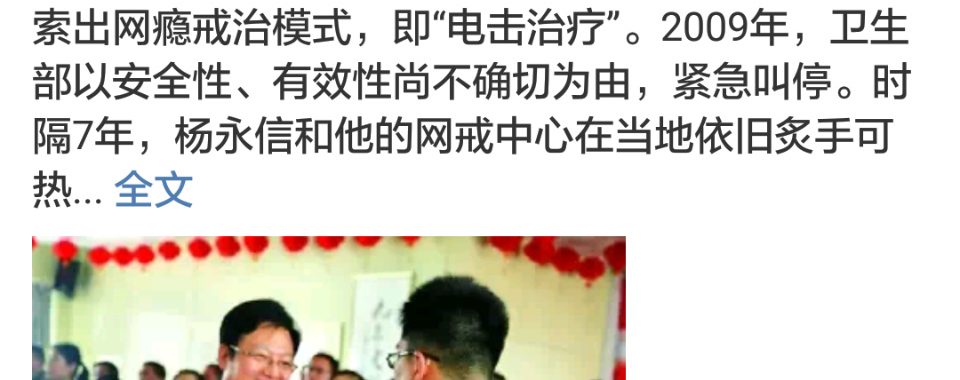 索出网瘾戒治模式，即“电击治疗”。2009年，卫生
部以安全性、有效性尚不确切为由，紧急叫停。时
隔7年，杨永信和他的网戒中心在当地依旧炙手可
热... 全文